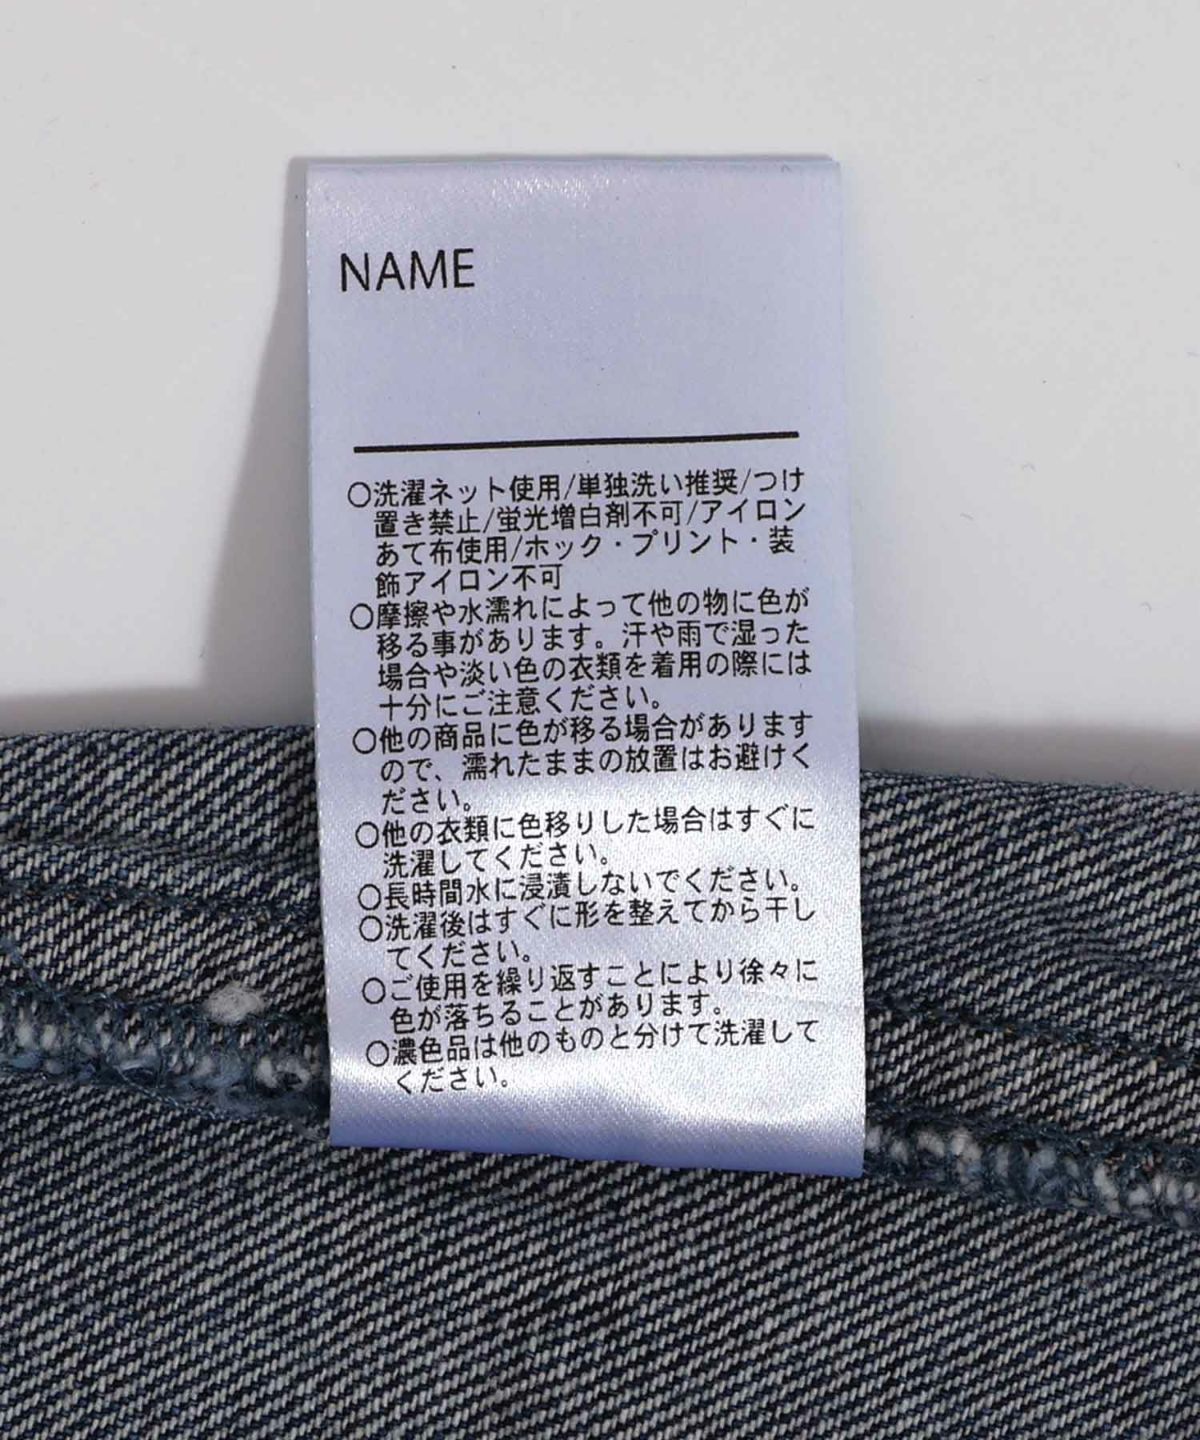 NAME
○洗濯ネット使用/単独洗い推奨/つけ
置き禁止/蛍光増白剤不可/アイロン
あて布使用/ホック・プリント・装
飾アイロン不可
○摩擦や水濡れによって他の物に色が
移る事があります。汗や雨で湿った
場合や淡い色の衣類を着用の際には
十分にご注意ください。
○他の商品に色が移る場合があります
ので、濡れたままの放置はお避けく
ださい。
○他の衣類に色移りした場合はすぐに
洗濯してください。
○長時間水に浸漬しないでください。
○洗濯後はすぐに形を整えてから干し
てください。
○ご使用を繰り返すことにより徐々に
色が落ちることがあります。
○濃色品は他のものと分けて洗濯して
ください。